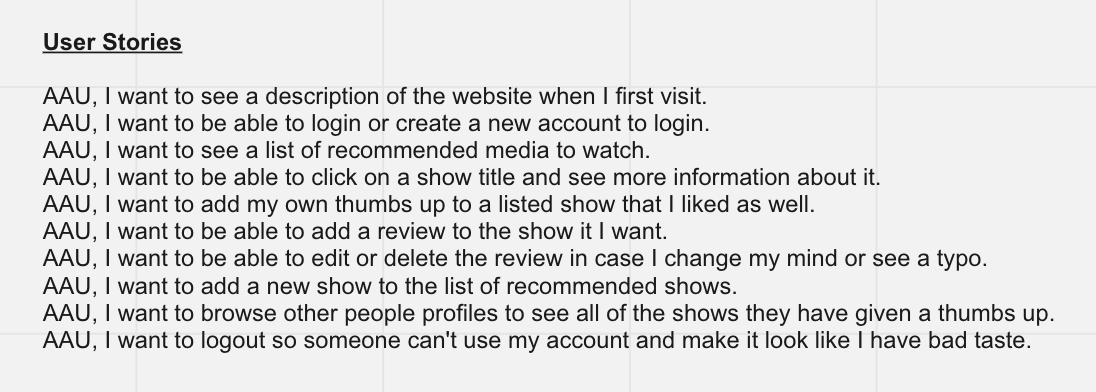 User Stories
AAU, I want to see a description of the website when I first visit.
AAU, I want to be able to login or create a new account to login.
AAU, I want to see a list of recommended media to watch.
AAU, I want to be able to click on a show title and see more information about it.
AAU, I want to add my own thumbs up to a listed show that I liked as well.
AAU, I want to be able to add a review to the show it I want.
AAU, I want to be able to edit or delete the review in case I change my mind or see a typo.
AAU, I want to add a new show to the list of recommended shows.
AAU, I want to browse other people profiles to see all of the shows they have given a thumbs up.
AAU, I want to logout so someone can't use my account and make it look like I have bad taste.